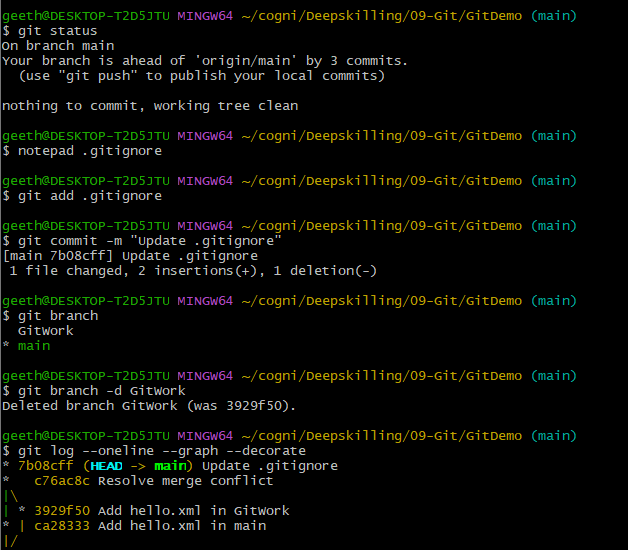 geeth@DESKTOP-T2D5JTU MINGW64 ~/cogni/Deepskilling/09-Git/GitDemo (main)
$ git status
On branch main
Your branch is ahead of 'origin/main' by 3 commits.
  (use "git push" to publish your local commits)

nothing to commit, working tree clean

geeth@DESKTOP-T2D5JTU MINGW64 ~/cogni/Deepskilling/09-Git/GitDemo (main)
$ notepad .gitignore

geeth@DESKTOP-T2D5JTU MINGW64 ~/cogni/Deepskilling/09-Git/GitDemo (main)
$ git add .gitignore

geeth@DESKTOP-T2D5JTU MINGW64 ~/cogni/Deepskilling/09-Git/GitDemo (main)
$ git commit -m "Update .gitignore"
[main 7b08cff] Update .gitignore
 1 file changed, 2 insertions(+), 1 deletion(-)

geeth@DESKTOP-T2D5JTU MINGW64 ~/cogni/Deepskilling/09-Git/GitDemo (main)
$ git branch
  GitWork
* main

geeth@DESKTOP-T2D5JTU MINGW64 ~/cogni/Deepskilling/09-Git/GitDemo (main)
$ git branch -d GitWork
Deleted branch GitWork (was 3929f50).

geeth@DESKTOP-T2D5JTU MINGW64 ~/cogni/Deepskilling/09-Git/GitDemo (main)
$ git log --oneline --graph --decorate
* 7b08cff (HEAD -> main) Update .gitignore
*   c76ac8c Resolve merge conflict
|\
| * 3929f50 Add hello.xml in GitWork
* | ca28333 Add hello.xml in main
|/